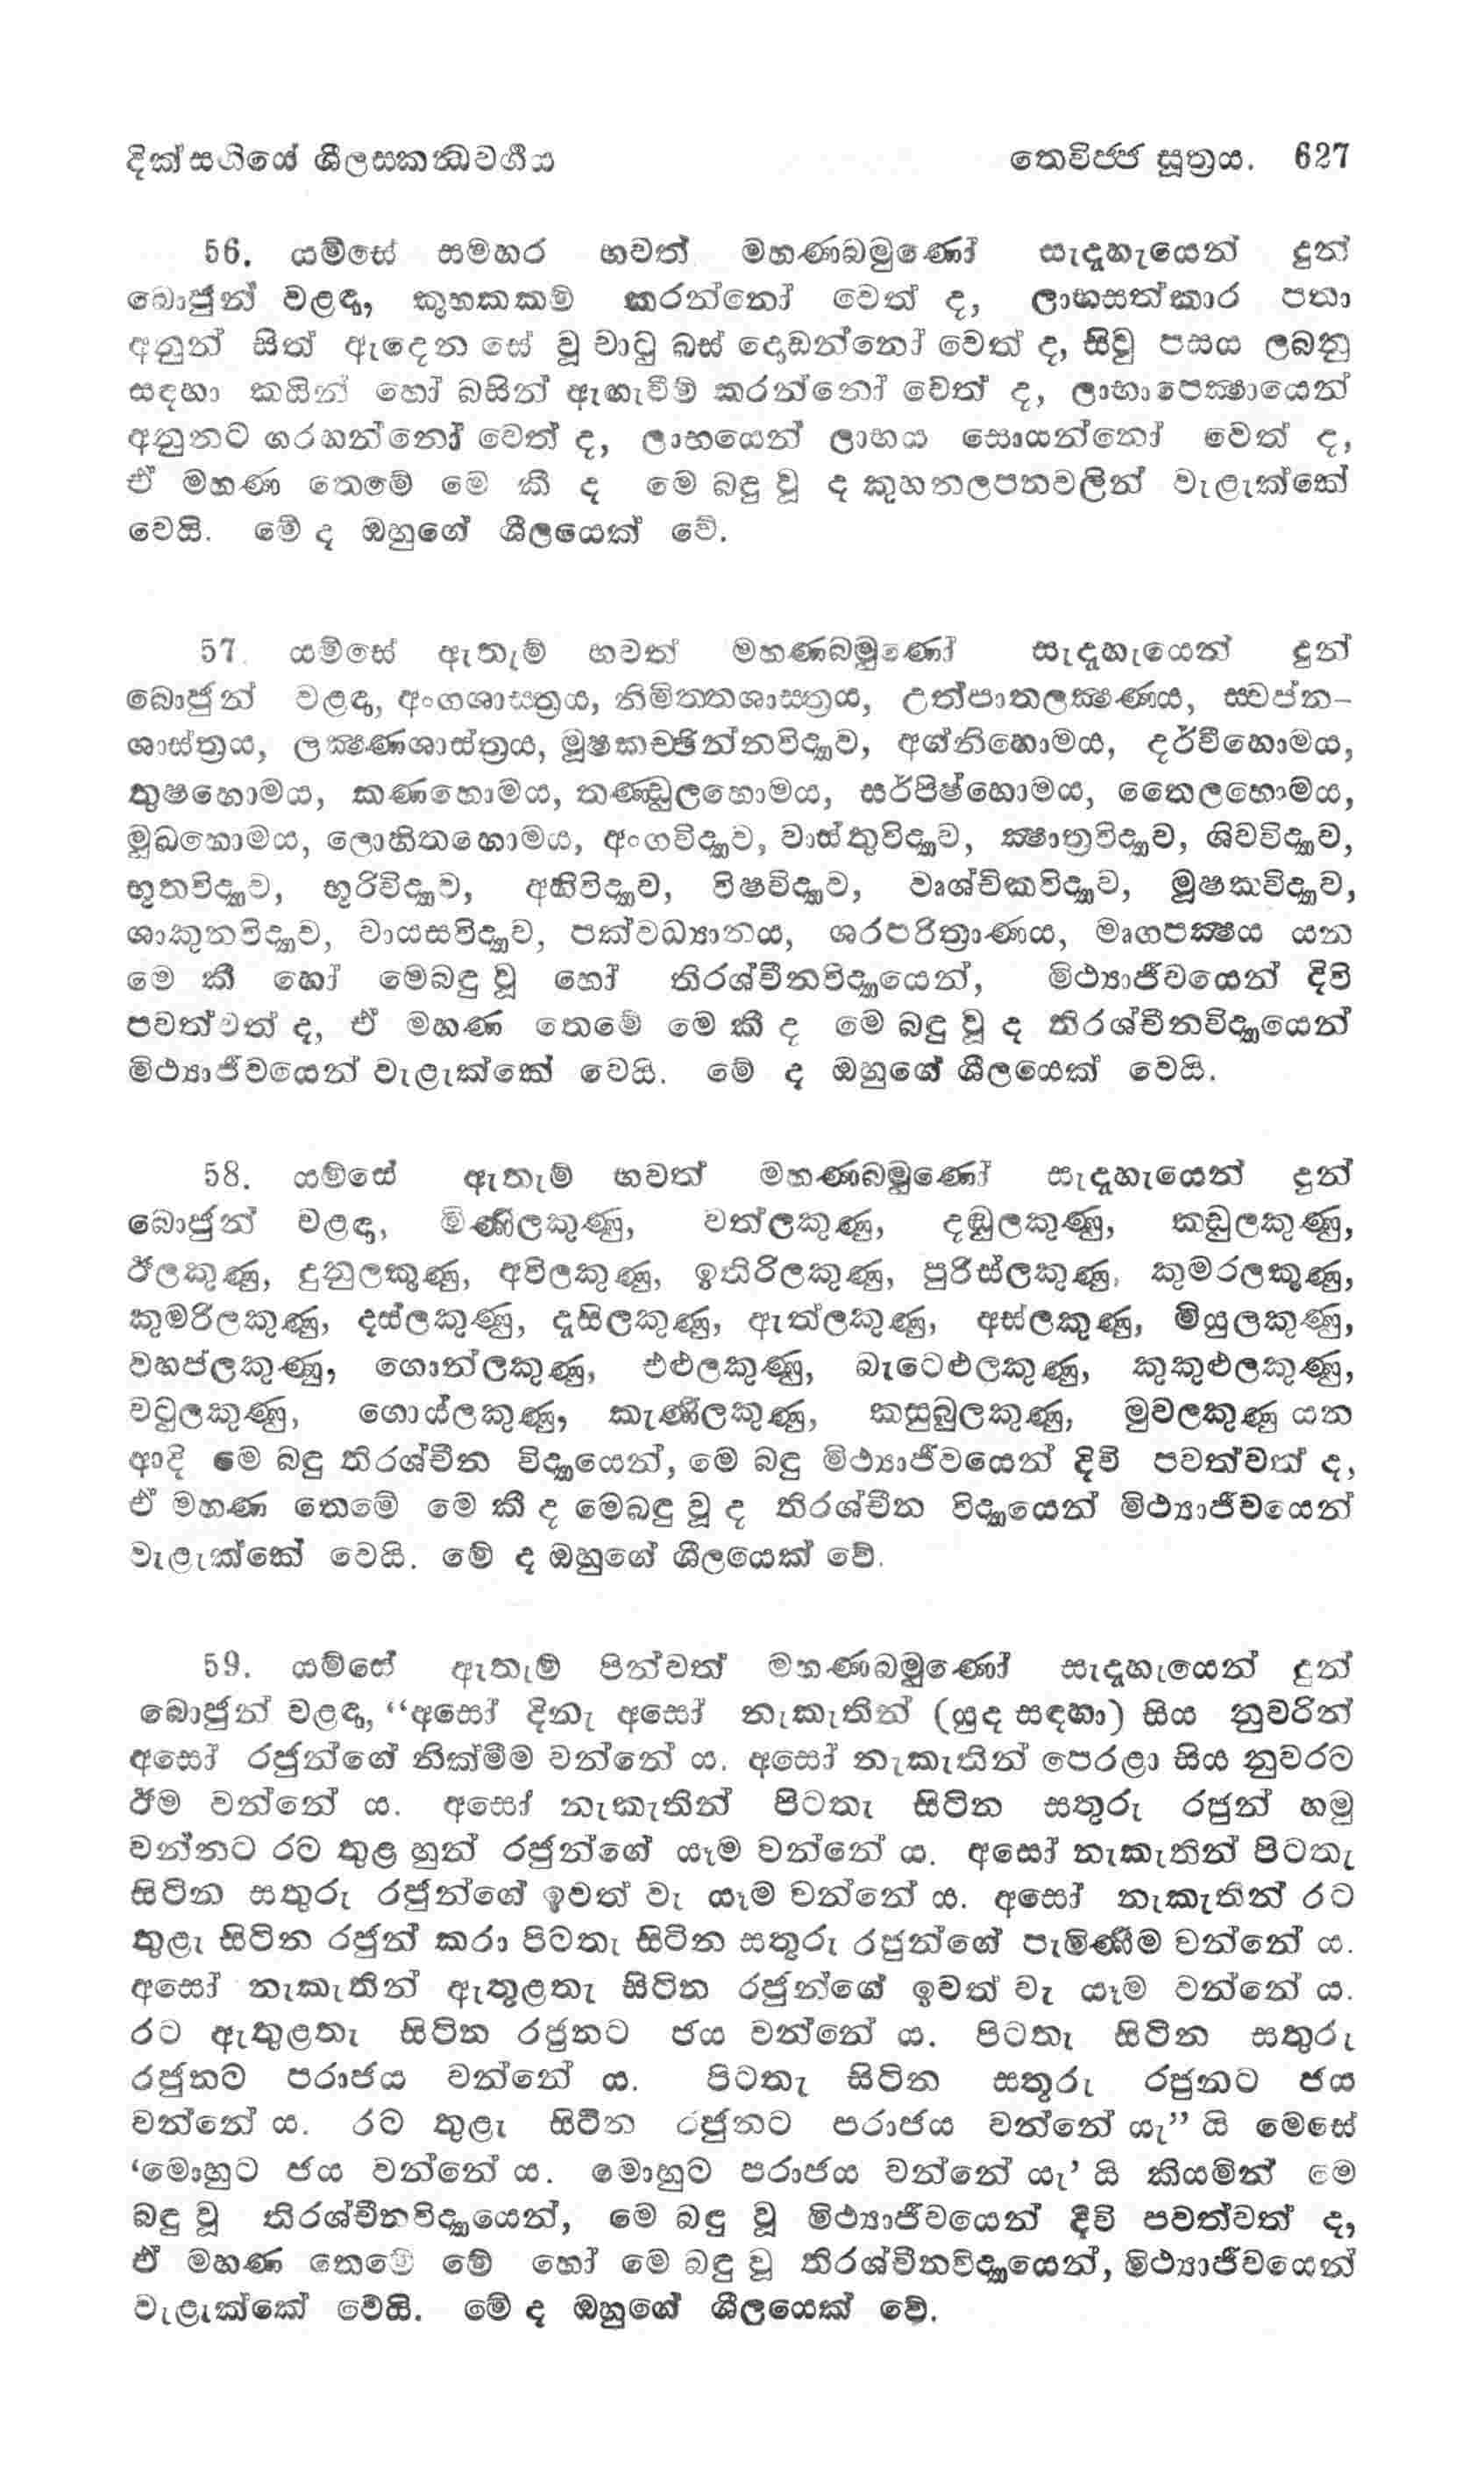 දික්සඟියේ ශීලස්කන්‍ධවර්‍ගය තෙවිජ්ජ සූත්‍රය. 627
56. යම්සේ සමහර භවත් මහණබමුණෝ සැදැහැයෙන් දුන්
බොජුන් වළඳා, කුහකකම් කරන්නෝ වෙත් ද, ලාභසත්කාර පතා
අනුන් සිත් ඇදෙන සේ වූ චාටු බස් දොඩන්නෝ වෙත් ද, සිවු පසය ලබනු
සඳහා කයින් හෝ බසින් ඇඟැවීම් කරන්නෝ වෙත් ද, ලාභාපෙක්‍ෂායෙන්
අනුනට ගරහන්නෝ වෙත් ද, ලාභයෙන් ලාභය සොයන්නෝ වෙත් ද,
ඒ මහණ තෙමේ මෙ කී ද මෙ බඳු වූ ද කුහනලපනවලින් වැළැක්කේ
වෙයි. මේ ද ඔහුගේ ශීලයෙක් වේ.
57. යම්සේ ඇතැම් භවත් මහණබමුණෝ සැදැහැයෙන් දුන්
බොජුන් වළඳා, අංගශාස්ත්‍රය, නිමිත්තශාස්ත්‍රය, උත්පාතලක්‍ෂණය, ස්වප්න-
ශාස්ත්‍රය, ලක්‍ෂණශාස්ත්‍රය, මූෂකච්ඡින්නවිද්‍යාව, අග්නිහොමය, දර්වීහොමය,
තුෂහොමය, කණහොමය, තණ්ඩුලහොමය, සර්පිෂ්හොමය, තෛලහොමය,
මුඛහොමය, ලොහිතහොමය, අංගවිද්‍යාව, වාස්තුවිද්‍යාව, ක්‍ෂාත්‍රවිද්‍යාව, ශිවවිද්‍යාව,
භූතවිද්‍යාව, භූරිවිද්‍යාව, අහිවිද්‍යාව, විෂවිද්‍යාව, වෘශ්චිකවිද්‍යාව, මූෂකවිද්‍යාව,
ශාකුනවිද්‍යාව, වායසවිද්‍යාව, පක්වධ්‍යානය, ශරපරිත්‍රාණය, මෘගපක්‍ෂය යන
මෙ කී හෝ මෙබඳු වූ හෝ තිරශ්චීනවිද්‍යායෙන්, මිථ්‍යාජීවයෙන් දිවි
පවත්වත් ද, ඒ මහණ තෙමේ මෙ කී ද මෙ බඳු වූ ද තිරශ්චීනවිද්‍යායෙන්
මිථ්‍යාජීවයෙන් වැළැක්කේ වෙයි. මේ ද ඔහුගේ ශීලයෙක් වෙයි.
58. යම්සේ ඇතැම් භවත් මහණබමුණෝ සැදැහැයෙන් දුන්
බොජුන් වළඳා, මිණිලකුණු, වත්ලකුණු, දඬුලකුණු, කඩුලකුණු,
ඊලකුණු, දුනුලකුණු, අවිලකුණු, ඉතිරිලකුණු, පුරිස්ලකුණු, කුමරලකුණු,
කුමරිලකුණු, දස්ලකුණු, දැසිලකුණු, ඇත්ලකුණු, අස්ලකුණු, මියුලකුණු,
වහප්ලකුණු, ගොන්ලකුණු, එළුලකුණු, බැටෙළුලකුණු, කුකුළුලකුණු,
වටුලකුණු, ගොය්ලකුණු, කැණිලකුණු, කසුබුලකුණු, මුවලකුණු යන
ආදි මෙ බඳු තිරශ්චීන විද්‍යායෙන්, මෙ බඳු මිථ්‍යාජීවයෙන් දිවි පවත්වත් ද,
ඒ මහණ තෙමේ මෙ කී ද මෙබඳු වූ ද තිරශ්චීන විද්‍යායෙන් මිථ්‍යාජීවයෙන්
වැළැක්කේ වෙයි. මේ ද ඔහුගේ ශීලයෙක් වේ.
59. යම්සේ ඇතැම් පින්වත් මහණබමුණෝ සැදැහැයෙන් දුන්
බොජුන් වළඳා, “අසෝ දිනැ අසෝ නැකැතින් (යුද සඳහා) සිය නුවරින්
අසෝ රජුන්ගේ නික්මීම වන්නේ ය. අසෝ නැකැතින් පෙරළා සිය නුවරට
ඊම වන්නේ ය. අසෝ නැකැතින් පිටතැ සිටින සතුරු රජුන් හමු
වන්නට රට තුළ හුන් රජුන්ගේ යෑම වන්නේ ය. අසෝ නැකැතින් පිටතැ
සිටින සතුරු රජුන්ගේ ඉවත් වැ යෑම වන්නේ ය. අසෝ නැකැතින් රට
තුළැ සිටින රජුන් කරා පිටතැ සිටින සතුරු රජුන්ගේ පැමිණීම වන්නේ ය.
අසෝ නැකැතින් ඇතුළතැ සිටින රජුන්ගේ ඉවත් වැ යෑම වන්නේ ය.
රට ඇතුළතැ සිටින රජුනට ජය වන්නේ ය. පිටතැ සිටින සතුරු
රජුනට පරාජය වන්නේ ය. පිටතැ සිටින සතුරු රජුනට ජය
වන්නේ ය. රට තුළැ සිටින රජුනට පරාජය වන්නේ යැ” යි මෙසේ
‘මොහුට ජය වන්නේ ය. මොහුට පරාජය වන්නේ යැ’ යි කියමින් මෙ
බඳු වූ තිරශ්චීනවිද්‍යායෙන්, මෙ බඳු වූ මිථ්‍යාජීවයෙන් දිවි පවත්වත් ද,
ඒ මහණ තෙමේ මේ හෝ මෙ බඳු වූ තිරශ්චීනවිද්‍යායෙන්, මිථ්‍යාජීවයෙන්
වැළැක්කේ වෙයි. මේ ද ඔහුගේ ශීලයෙක් වේ.